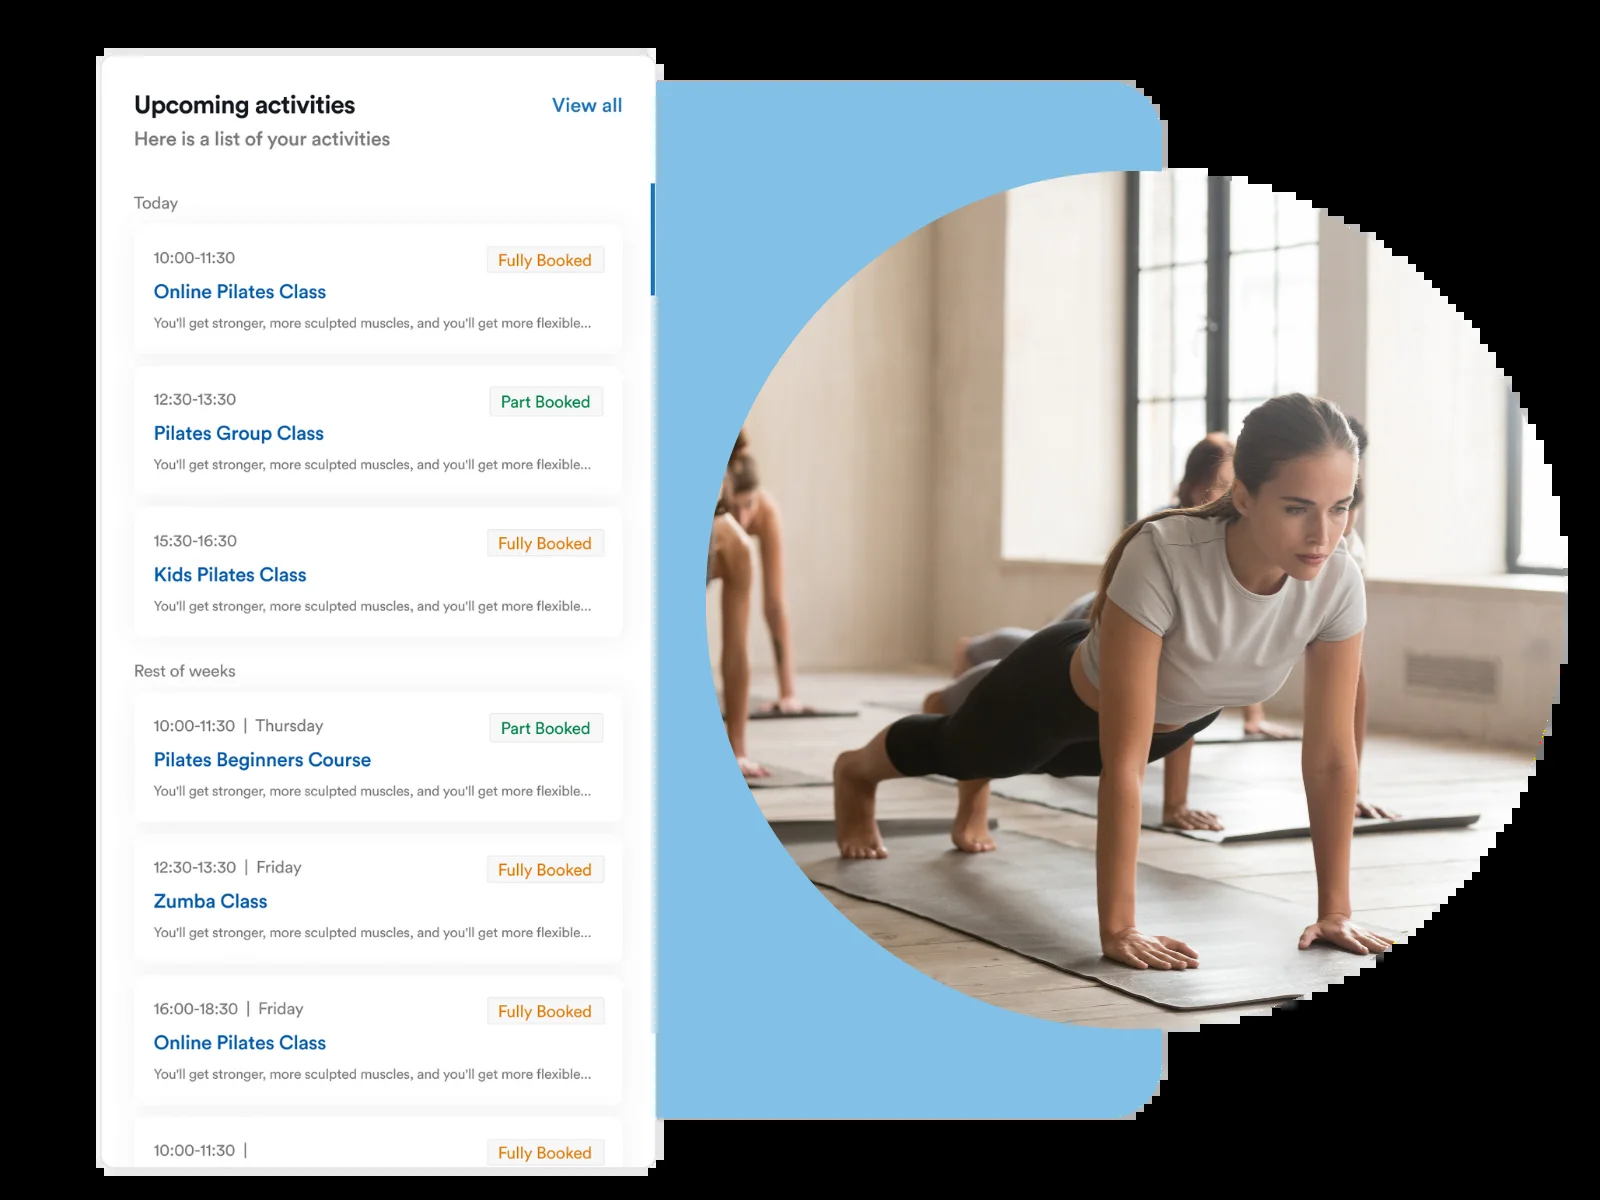 Upcoming activities
View all
Here is a list of your activities
Today
10:00-11:30
Fully Booked
Online Pilates Class
You'll get stronger, more sculpted muscles, and you'll get more flexible...
12:30-13:30
Part Booked
Pilates Group Class
You'll get stronger, more sculpted muscles, and you'll get more flexible...
15:30-16:30
Fully Booked
Kids Pilates Class
You'll get stronger, more sculpted muscles, and you'll get more flexible...
Rest of weeks
10:00-11:30 | Thursday
Part Booked
Pilates Beginners Course
You'll get stronger, more sculpted muscles, and you'll get more flexible...
12:30-13:30 | Friday
Fully Booked
Zumba Class
You'll get stronger, more sculpted muscles, and you'll get more flexible...
16:00-18:30 | Friday
Fully Booked
Online Pilates Class
You'll get stronger, more sculpted muscles, and you'll get more flexible...
10:00-11:30 |
Fully Booked